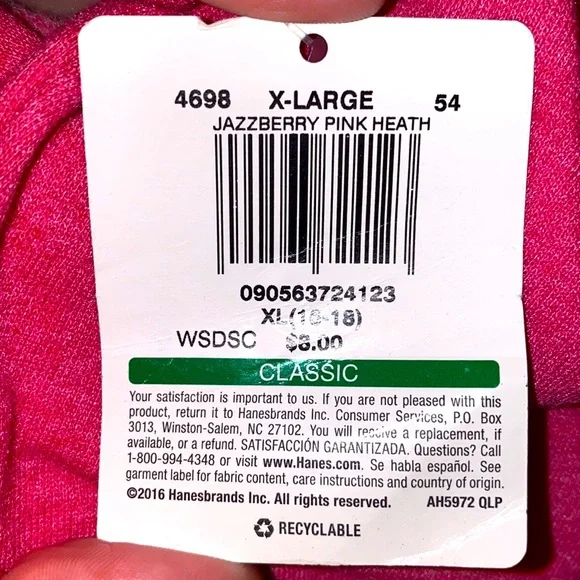 4698 X-LARGE 54
JAZZBERRY PINK HEATH
090563724123
XL(16-18)
WSDSC $8.00
CLASSIC
Your satisfaction is important to us. If you are not pleased with this
product, return it to Hanesbrands Inc. Consumer Services, P.O. Box
3013, Winston-Salem, NC 27102. You will receive a replacement, if
available, or a refund. SATISFACCIÓN GARANTIZADA. Questions? Call
1-800-994-4348 or visit www.Hanes.com. Se habla español. See
garment label for fabric content, care instructions and country of origin.
©2016 Hanesbrands Inc. All rights reserved. AH5972 QLP
RECYCLABLE